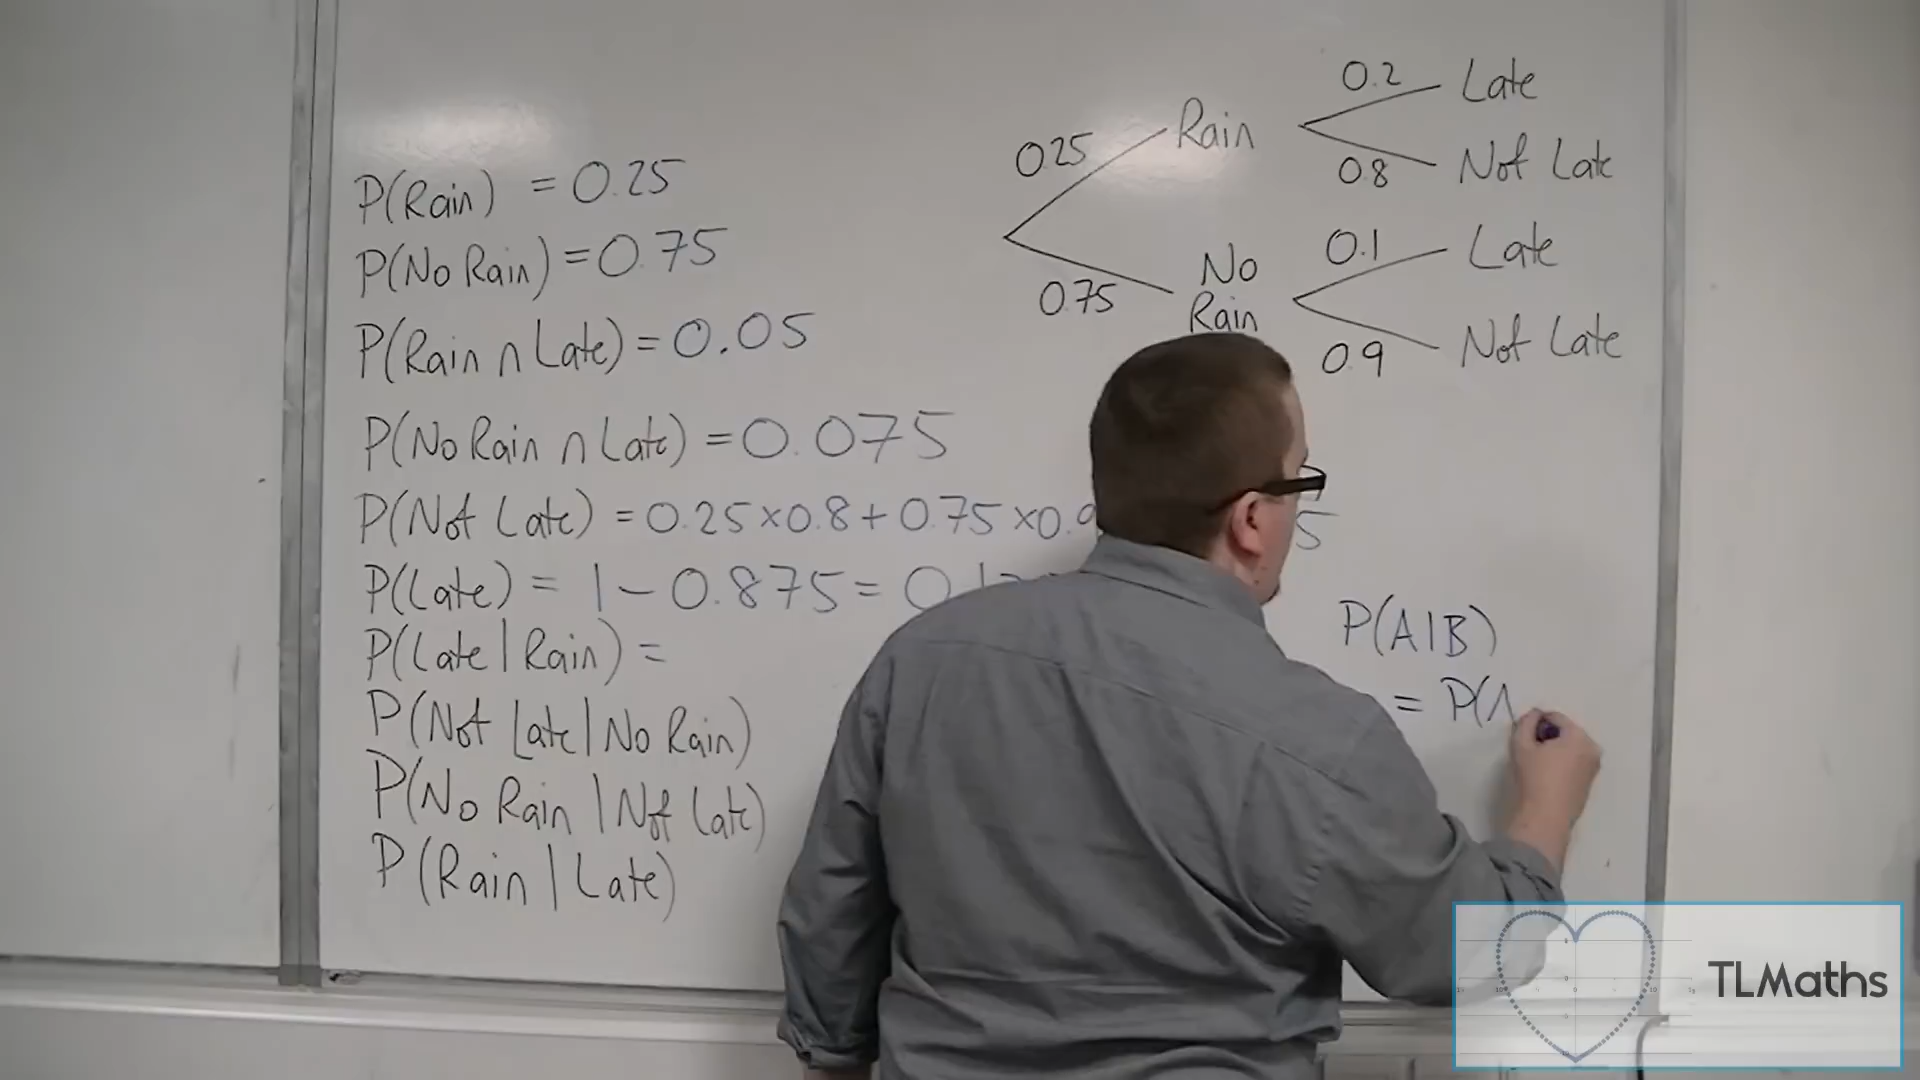 P(Rain) = 0.25
P(No Rain) = 0.75
P(Rain ∩ Late) = 0.05
P(No Rain ∩ Late) = 0.075
P(Not Late) = 0.25×0.8+0.75×0.9
5
P(Late) = 1-0.875=
P(Late|Rain) =
P(Not Late|No Rain)
P(No Rain|Not Late)
P(Rain|Late)
0.25
Rain
0.75
No
Rain
0.2
Late
0.8
Not Late
0.1
Late
0.9
Not Late
P(A|B)
= P(
TLMaths